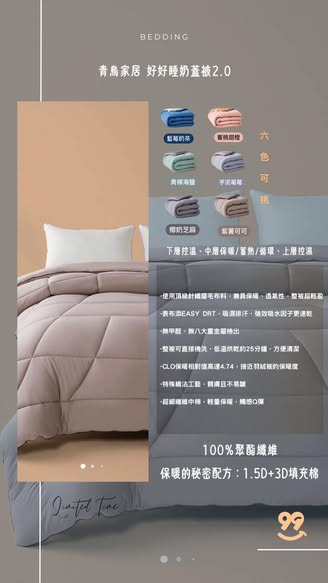 BEDDING
青鳥家居 好好睡奶蓋被2.0
藍莓奶茶
蜜桃甜橙
青檸海鹽
芋泥莓莓
椰奶芝麻
紫薯可可
六色可挑
下層控溫、中層保暖/蓄熱/循環、上層控濕
•使用頂級針織磨毛布料，兼具保暖、透氣性，整被超輕盈
•表布添EASY DRT，吸濕排汗，強效吸水因子更速乾
•無甲醛，無八大重金屬檢出
•整被可直接機洗，低溫烘乾約25分鐘，方便清潔
•CLO保暖相對值高達4.74，接近羽絨被的保暖度
•特殊織法工藝，親膚且不易皺
•超細纖維中棉，輕量保暖，觸感Q彈
100%聚酯纖維
保暖的秘密配方：1.5D+3D填充棉
Limited Time
99